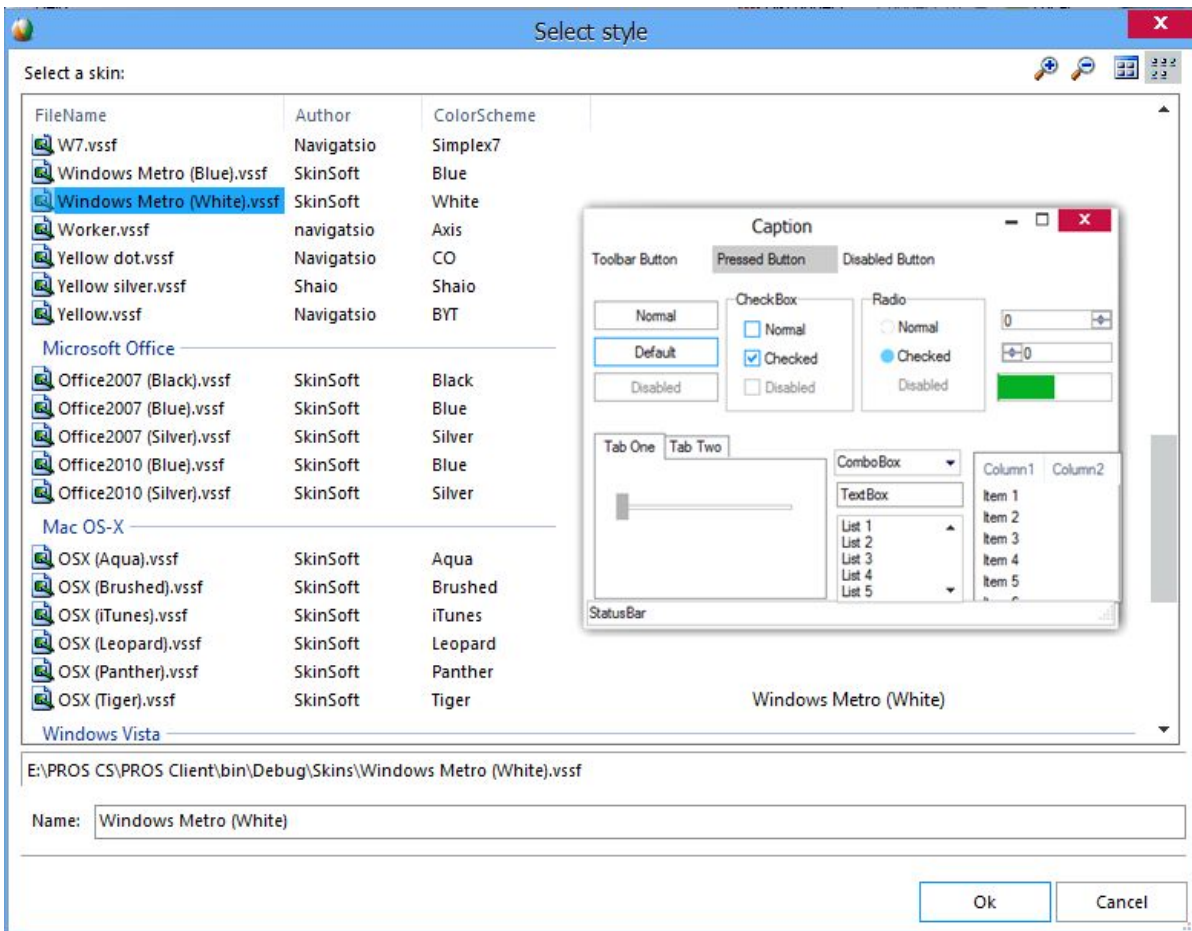 Select style
Select a skin:
FileName Author ColorScheme
W7.vssf Navigatsio Simplex7
Windows Metro (Blue).vssf SkinSoft Blue
Windows Metro (White).vssf SkinSoft White
Worker.vssf navigatsio Axis
Yellow dot.vssf Navigatsio CO
Yellow silver.vssf Shaio Shaio
Yellow.vssf Navigatsio BYT
Microsoft Office
Office2007 (Black).vssf SkinSoft Black
Office2007 (Blue).vssf SkinSoft Blue
Office2007 (Silver).vssf SkinSoft Silver
Office2010 (Blue).vssf SkinSoft Blue
Office2010 (Silver).vssf SkinSoft Silver
Mac OS-X
OSX (Aqua).vssf SkinSoft Aqua
OSX (Brushed).vssf SkinSoft Brushed
OSX (iTunes).vssf SkinSoft iTunes
OSX (Leopard).vssf SkinSoft Leopard
OSX (Panther).vssf SkinSoft Panther
OSX (Tiger).vssf SkinSoft Tiger
Windows Vista
Caption
Toolbar Button Pressed Button Disabled Button
Normal
Default
Disabled
CheckBox
Normal
Checked
Disabled
Radio
Normal
Checked
Disabled
0
0
Tab One Tab Two
ComboBox
TextBox
List 1
List 2
List 3
List 4
List 5
Column1 Column2
Item 1
Item 2
Item 3
Item 4
Item 5
StatusBar
Windows Metro (White)
E:\PROS CS\PROS Client\bin\Debug\Skins\Windows Metro (White).vssf
Name: Windows Metro (White)
Ok Cancel